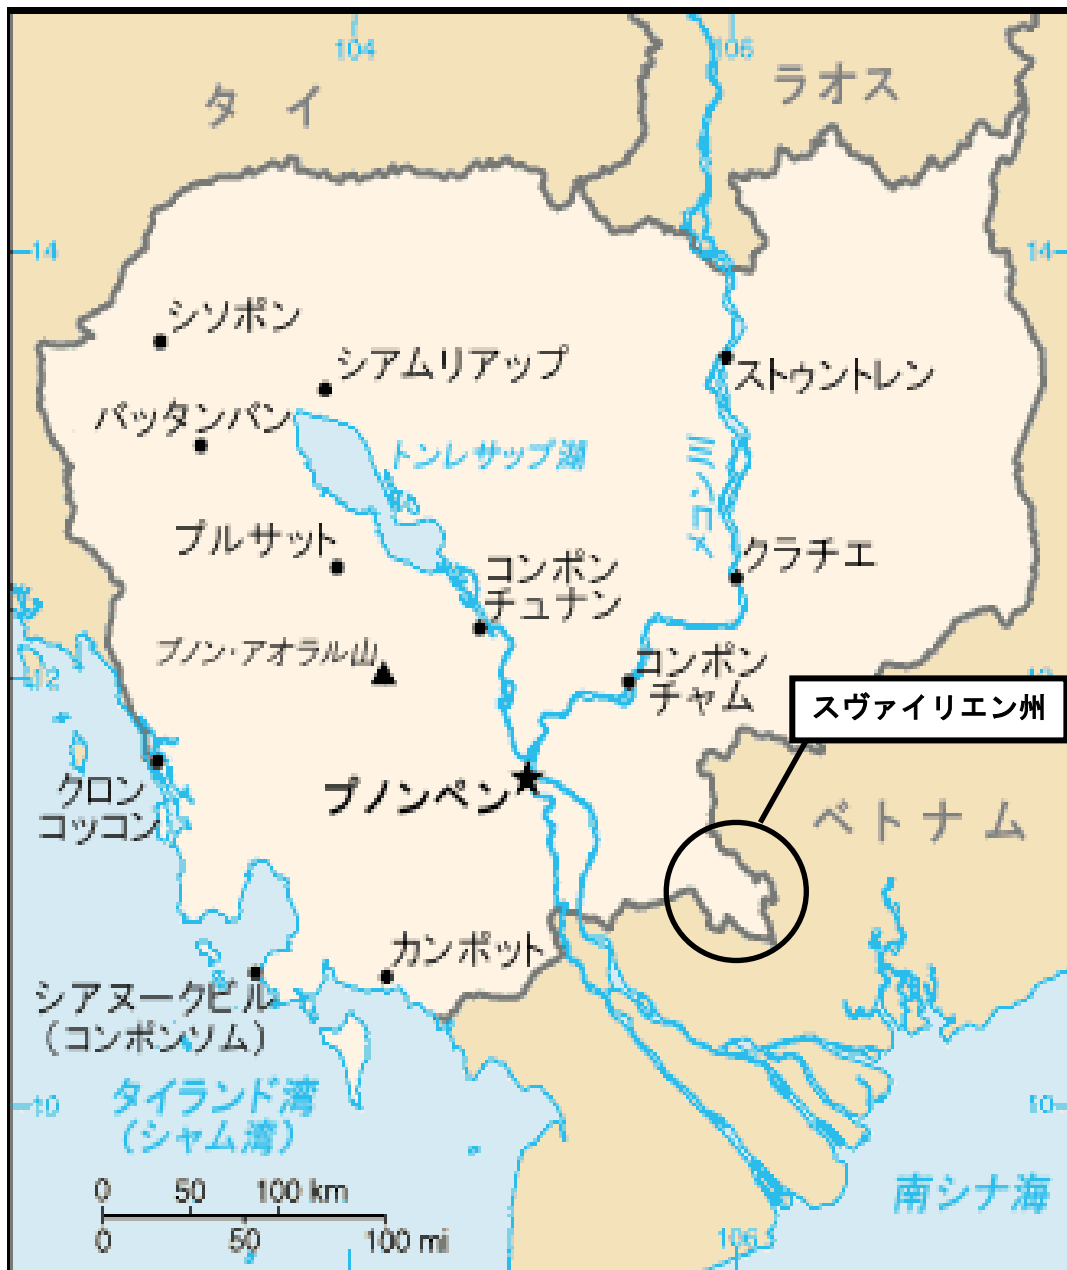 104
106
タイ
ラオス
14
14
シソポン
シアムリアップ
ストゥントレン
バッタンバン
トンレサップ湖
メコン川
プルサット
コンポン
チュナン
クラチエ
プノン・アオラル山
コンポン
チャム
12
12
スヴァイリエン州
クロン
コッコン
プノンペン
ベトナム
カンポット
シアヌークビル
(コンポンソム)
タイランド湾
(シャム湾)
10
10
南シナ海
0 50 100 km
0 50 100 mi
106